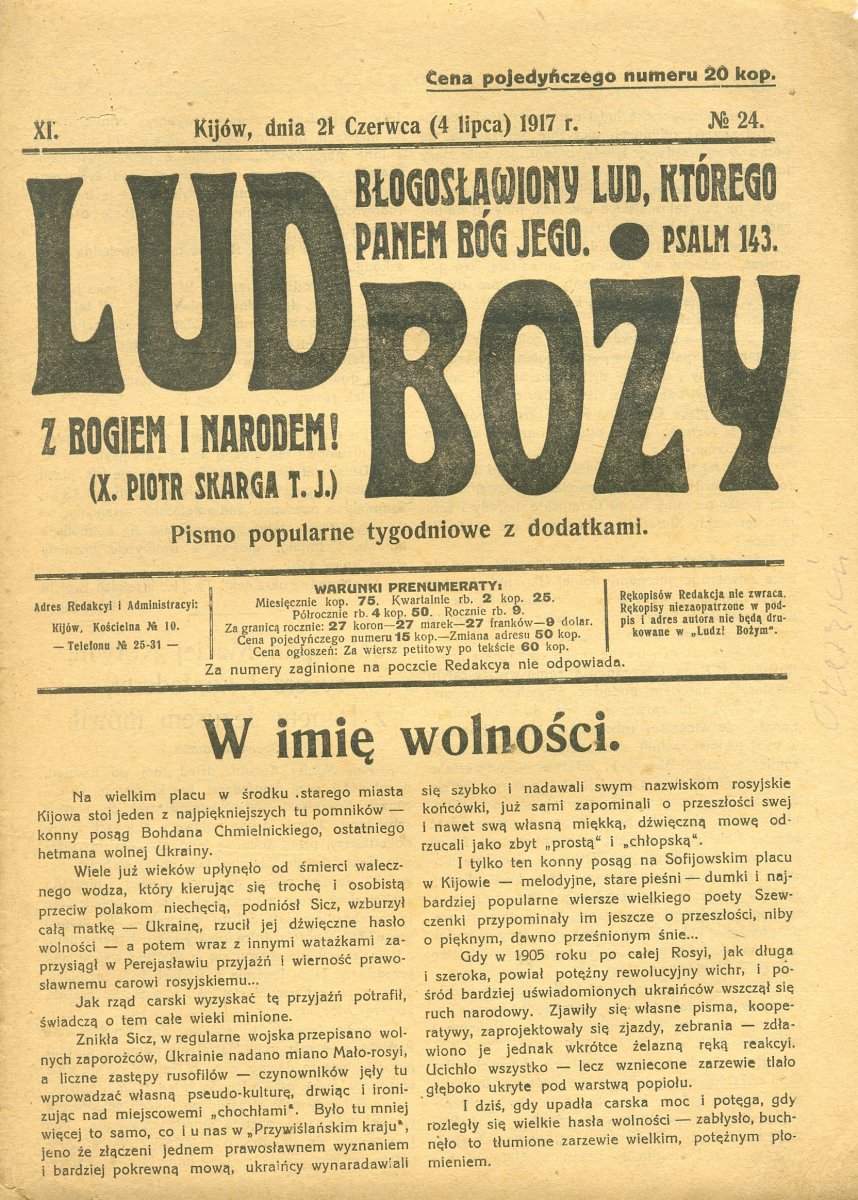 Cena pojedyńczego numeru 20 kop.
XI.
Kijów, dnia 21 Czerwca (4 lipca) 1917 r.
№ 24.
LUD BOŻY
BŁOGOSŁAWIONY LUD, KTÓREGO
PANEM BÓG JEGO. ● PSALM 143.
Z BOGIEM I NARODEM!
(X. PIOTR SKARGA T. J.)
Pismo popularne tygodniowe z dodatkami.
Adres Redakcyi i Administracyi:
Kijów, Kościelna № 10.
— Telefonu № 25-31 —
WARUNKI PRENUMERATY:
Miesięcznie kop. 75. Kwartalnie rb. 2 kop. 25.
Półrocznie rb. 4 kop. 50. Rocznie rb. 9.
Za granicą rocznie: 27 koron—27 marek—27 franków—9 dolar.
Cena pojedyńczego numeru 15 kop.—Zmiana adresu 50 kop.
Cena ogłoszeń: Za wiersz petitowy po tekście 60 kop.
Za numery zaginione na poczcie Redakcya nie odpowiada.
Rękopisów Redakcja nie zwraca.
Rękopisy niezaopatrzone w pod-
pis i adres autora nie będą dru-
kowane w „Ludzi Bożym".
W imię wolności.
Na wielkim placu w środku starego miasta
Kijowa stoi jeden z najpiękniejszych tu pomników —
konny posąg Bohdana Chmielnickiego, ostatniego
hetmana wolnej Ukrainy.
Wiele już wieków upłynęło od śmierci walecz-
nego wodza, który kierując się trochę i osobistą
przeciw polakom niechęcią, podniósł Sicz, wzburzył
całą matkę — Ukrainę, rzucił jej dźwięczne hasło
wolności — a potem wraz z innymi watażkami za-
przysiągł w Perejasławiu przyjaźń i wierność prawo-
sławnemu carowi rosyjskiemu...
Jak rząd carski wyzyskać tę przyjaźń potrafił,
świadczą o tem całe wieki minione.
Znikła Sicz, w regularne wojska przepisano wol-
nych zaporożców, Ukrainie nadano miano Mało-rosyi,
a liczne zastępy rusofilów — czynowników jęły tu
wprowadzać własną pseudo-kulturę, drwiąc i ironi-
zując nad miejscowemi „chochłami". Było tu mniej
więcej to samo, co i u nas w „Przywiślańskim kraju",
jeno że złączeni jednem prawosławnem wyznaniem
i bardziej pokrewną mową, ukraińcy wynaradawiali
się szybko i nadawali swym nazwiskom rosyjskie
końcówki, już sami zapominali o przeszłości swej
i nawet swą własną miękką, dźwięczną mowę od-
rzucali jako zbyt „prostą" i „chłopską".
I tylko ten konny posąg na Sofijowskim placu
w Kijowie — melodyjne, stare pieśni — dumki i naj-
bardziej popularne wiersze wielkiego poety Szew-
czenki przypominały im jeszcze o przeszłości, niby
o pięknym, dawno prześnionym śnie...
Gdy w 1905 roku po całej Rosyi, jak długa
i szeroka, powiał potężny rewolucyjny wichr, i po-
śród bardziej uświadomionych ukraińców wszczął się
ruch narodowy. Zjawiły się własne pisma, koope-
ratywy, zaprojektowały się zjazdy, zebrania — zdła-
wiono je jednak wkrótce żelazną ręką reakcyi.
Ucichło wszystko — lecz wzniecone zarzewie tlało
głęboko ukryte pod warstwą popiołu.
I dziś, gdy upadła carska moc i potęga, gdy
rozległy się wielkie hasła wolności — zabłysło, buch-
nęło to tłumione zarzewie wielkim, potężnym pło-
mieniem.